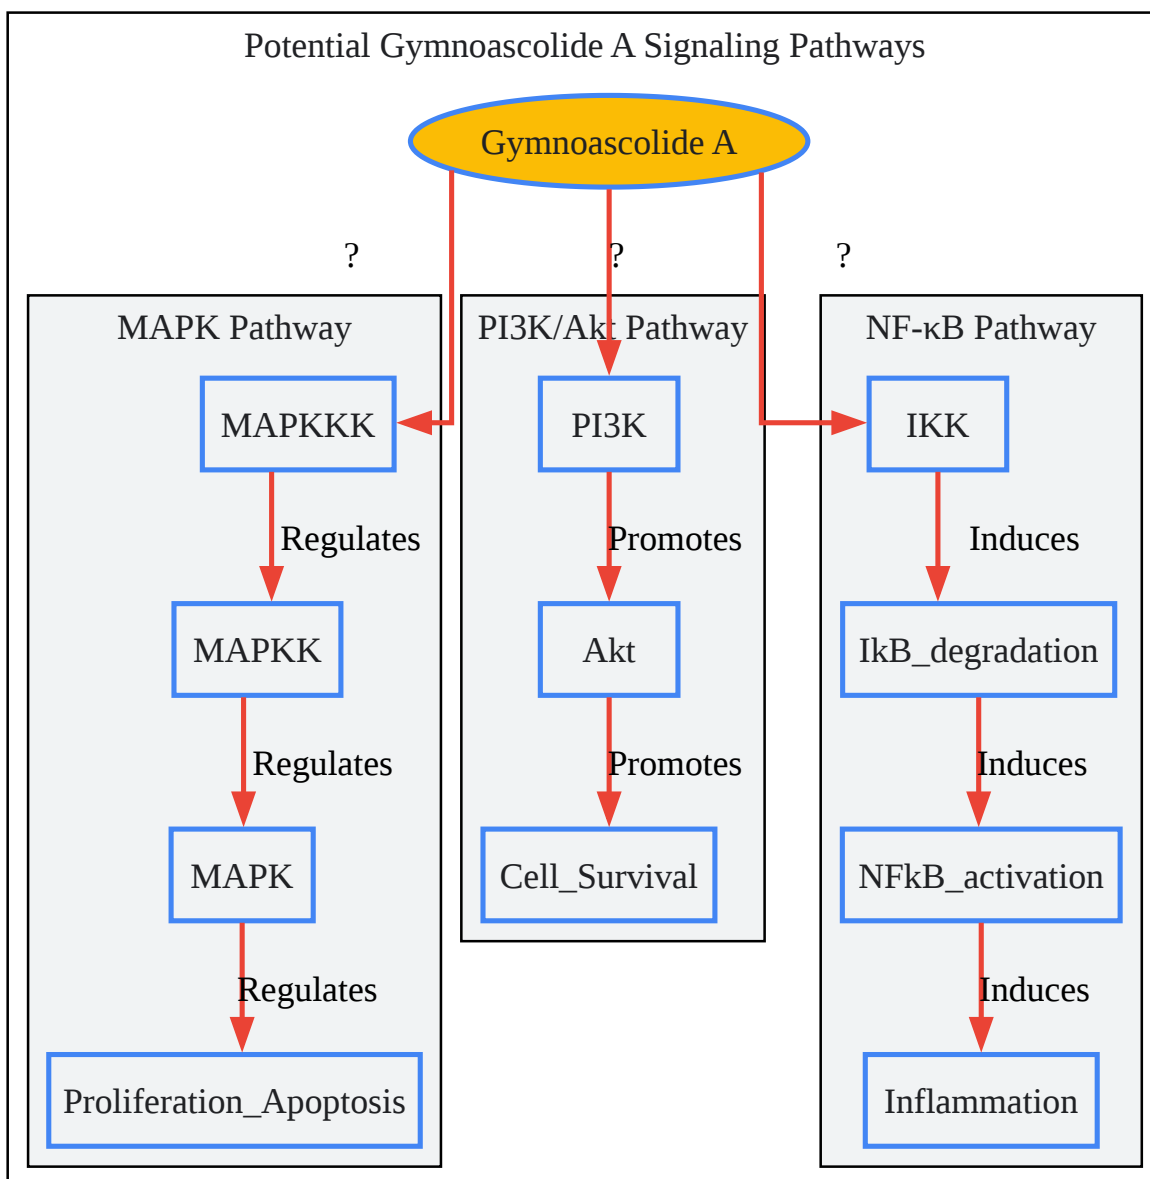 Potential Gymnoascolide A Signaling Pathways
Gymnoascolide A
?
?
?
MAPK Pathway
MAPKKK
Regulates
MAPKK
Regulates
MAPK
Regulates
Proliferation_Apoptosis
PI3K/Akt Pathway
PI3K
Promotes
Akt
Promotes
Cell_Survival
NF-κB Pathway
IKK
Induces
IkB_degradation
Induces
NFkB_activation
Induces
Inflammation